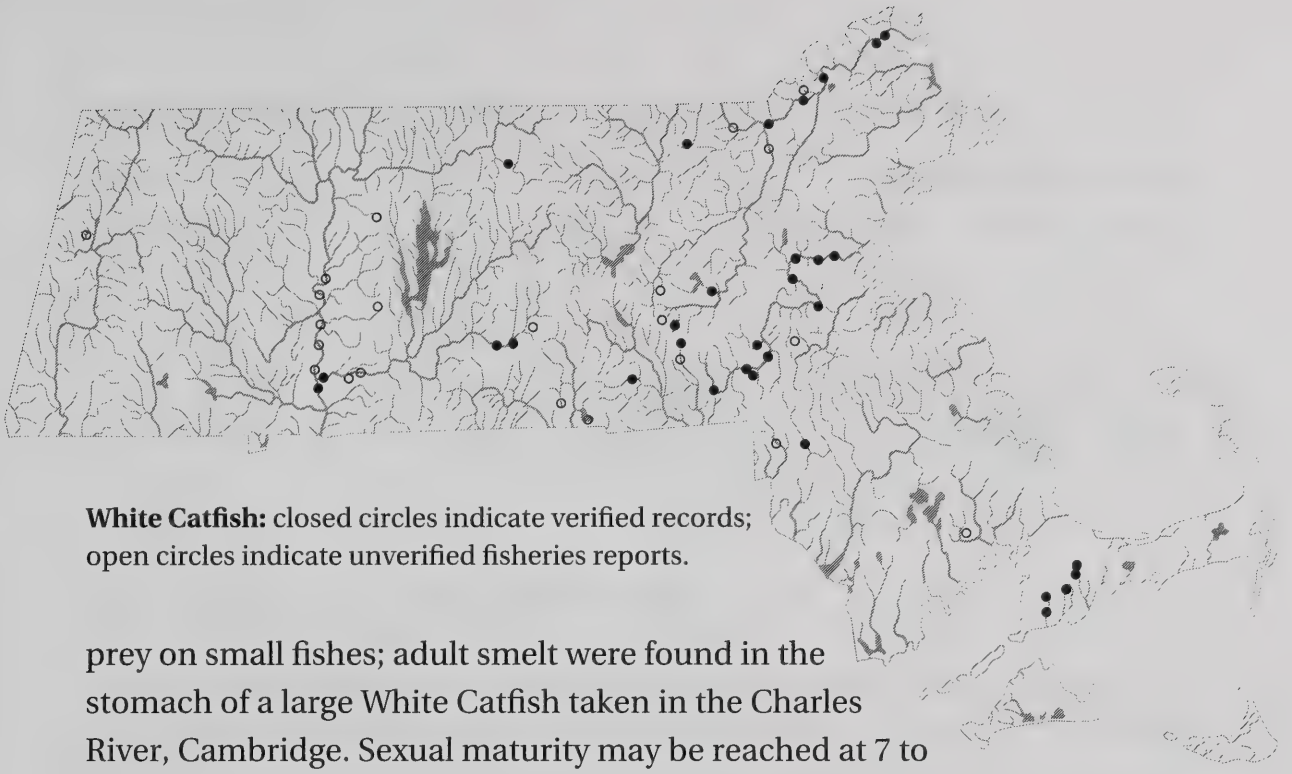 White Catfish: closed circles indicate verified records;
open circles indicate unverified fisheries reports.
prey on small fishes; adult smelt were found in the
stomach of a large White Catfish taken in the Charles
River, Cambridge. Sexual maturity may be reached at 7 to